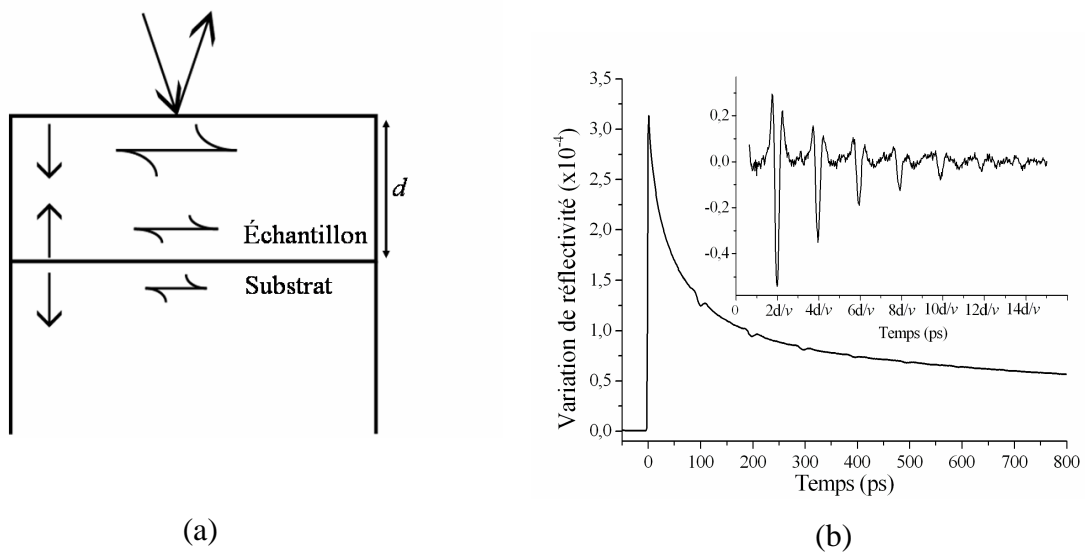 d
Échantillon
Substrat
(a)
Variation de réflectivité (x10⁻⁴)
3,5
3,0
2,5
2,0
1,5
1,0
0,5
0,0
0 100 200 300 400 500 600 700 800
Temps (ps)
0,2
0,0
-0,2
-0,4
0 2d/v 4d/v 6d/v 8d/v 10d/v 12d/v 14d/v
Temps (ps)
(b)